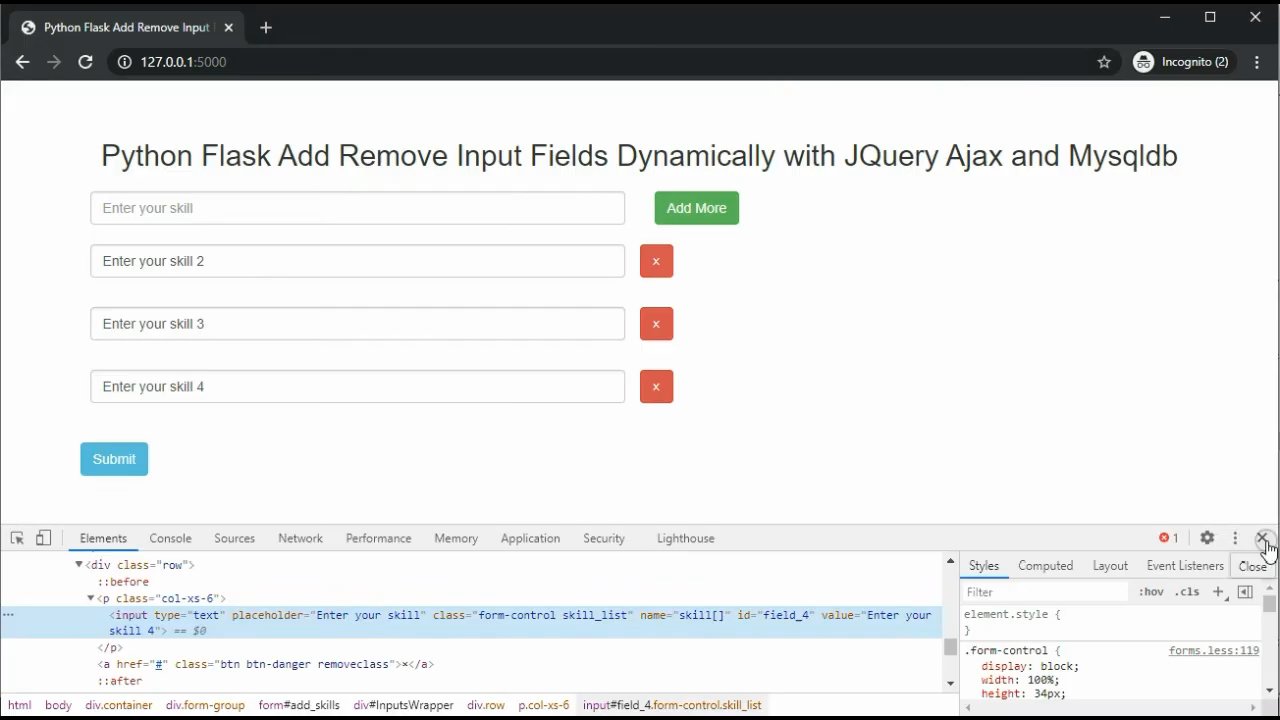 Python Flask Add Remove Input
127.0.0.1:5000
Incognito (2)
Python Flask Add Remove Input Fields Dynamically with JQuery Ajax and Mysqldb
Enter your skill
Add More
Enter your skill 2
x
Enter your skill 3
x
Enter your skill 4
x
Submit
Elements Console Sources Network Performance Memory Application Security Lighthouse 1
<div class="row">
::before
<p class="col-xs-6">
<input type="text" placeholder="Enter your skill" class="form-control skill_list" name="skill[]" id="field_4" value="Enter your
skill 4"> == $0
</p>
<a href="#" class="btn btn-danger removeclass">×</a>
::after
html body div.container div.form-group form#add_skills div#InputsWrapper div.row p.col-xs-6 input#field_4.form-control.skill_list
Styles Computed Layout Event Listeners Close
Filter :hov .cls +
element.style {
}
.form-control { forms.less:119
display: block;
width: 100%;
height: 34px;